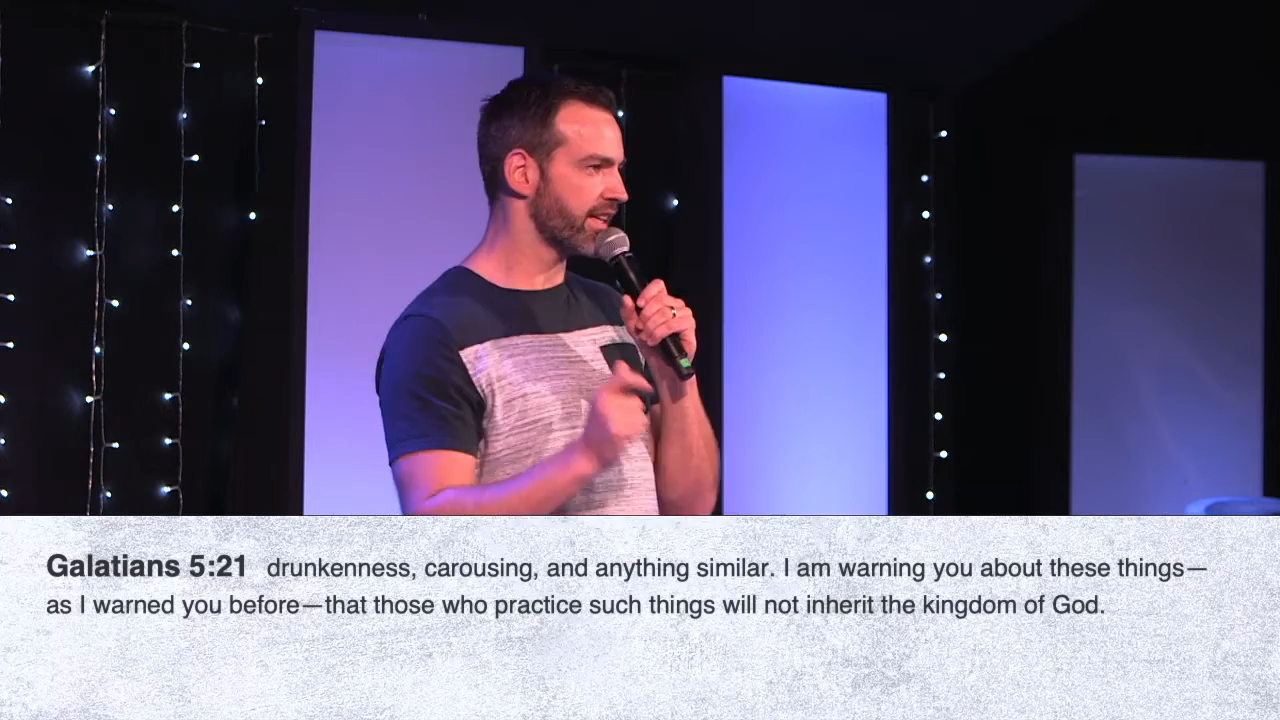 Galatians 5:21 drunkenness, carousing, and anything similar. I am warning you about these things—
as I warned you before—that those who practice such things will not inherit the kingdom of God.